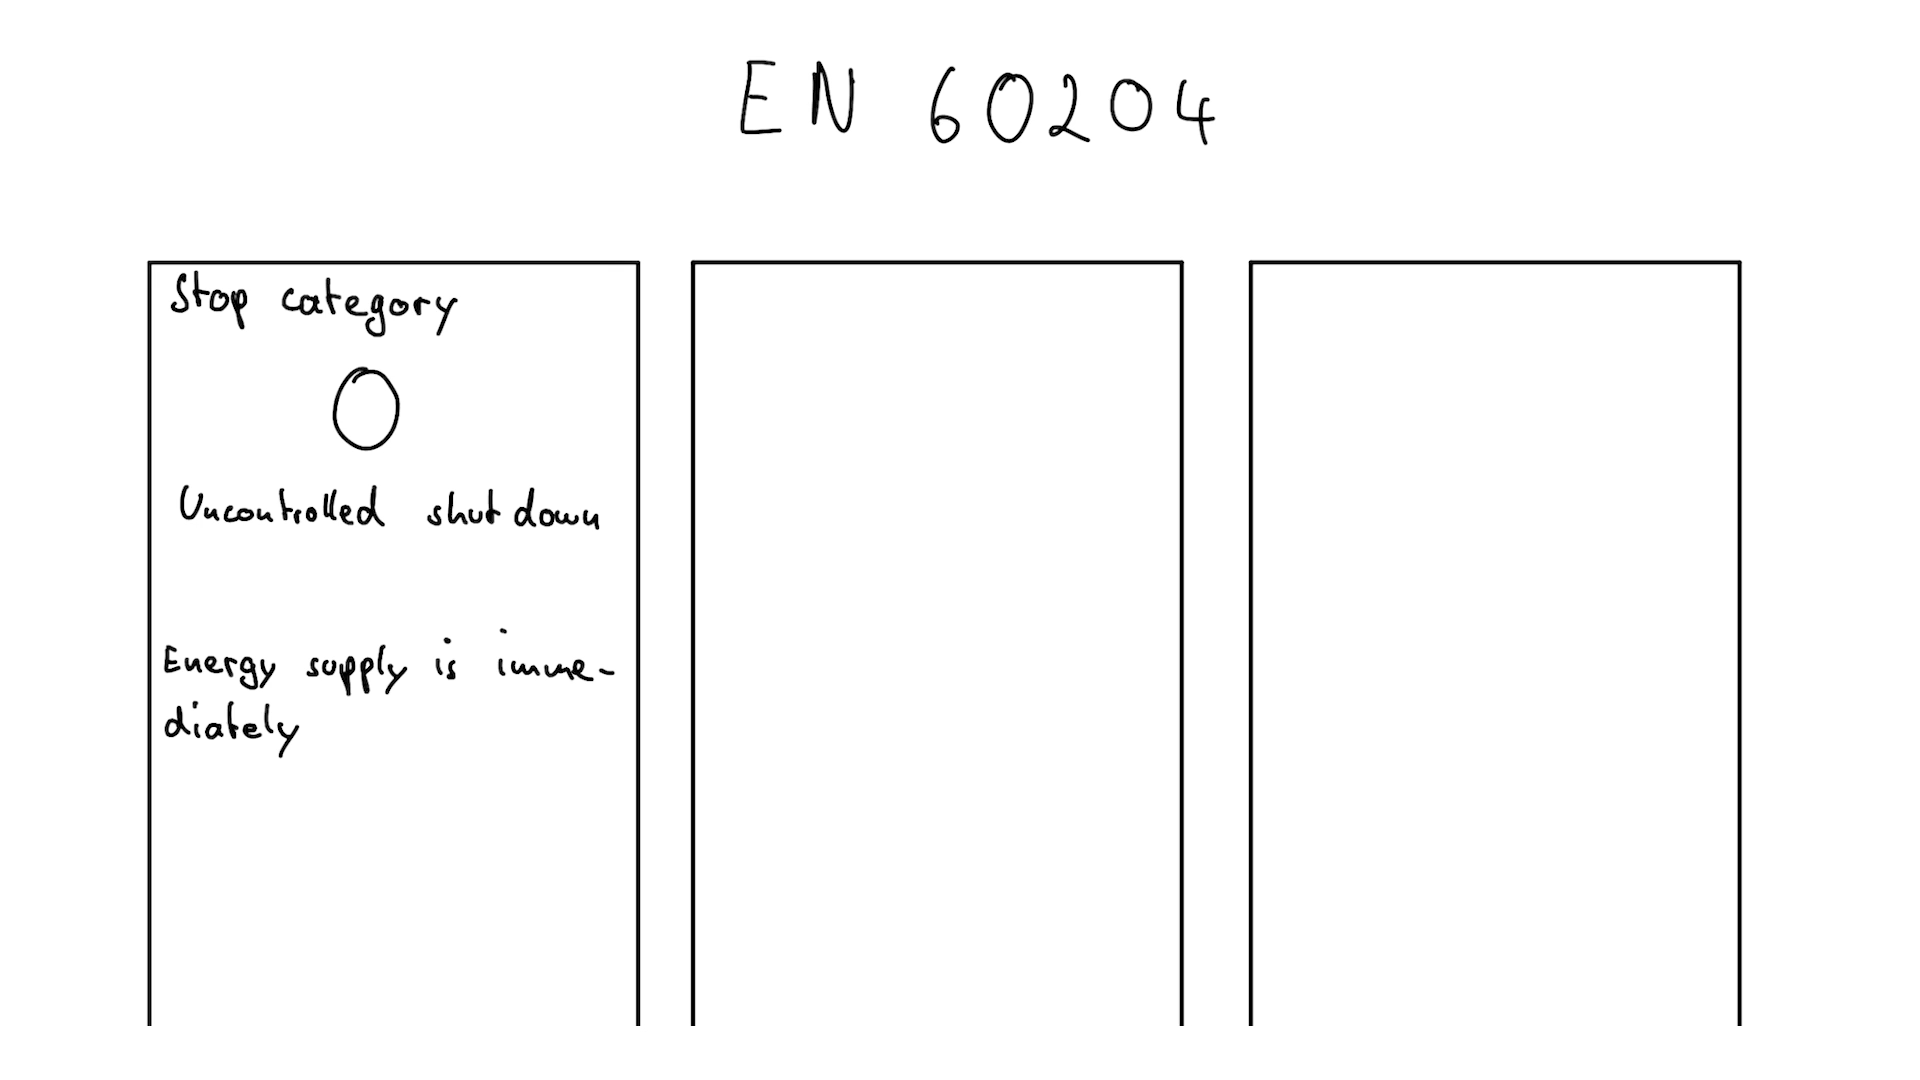 EN 60204
Stop category
0
Uncontrolled shutdown
Energy supply is imme-
diately